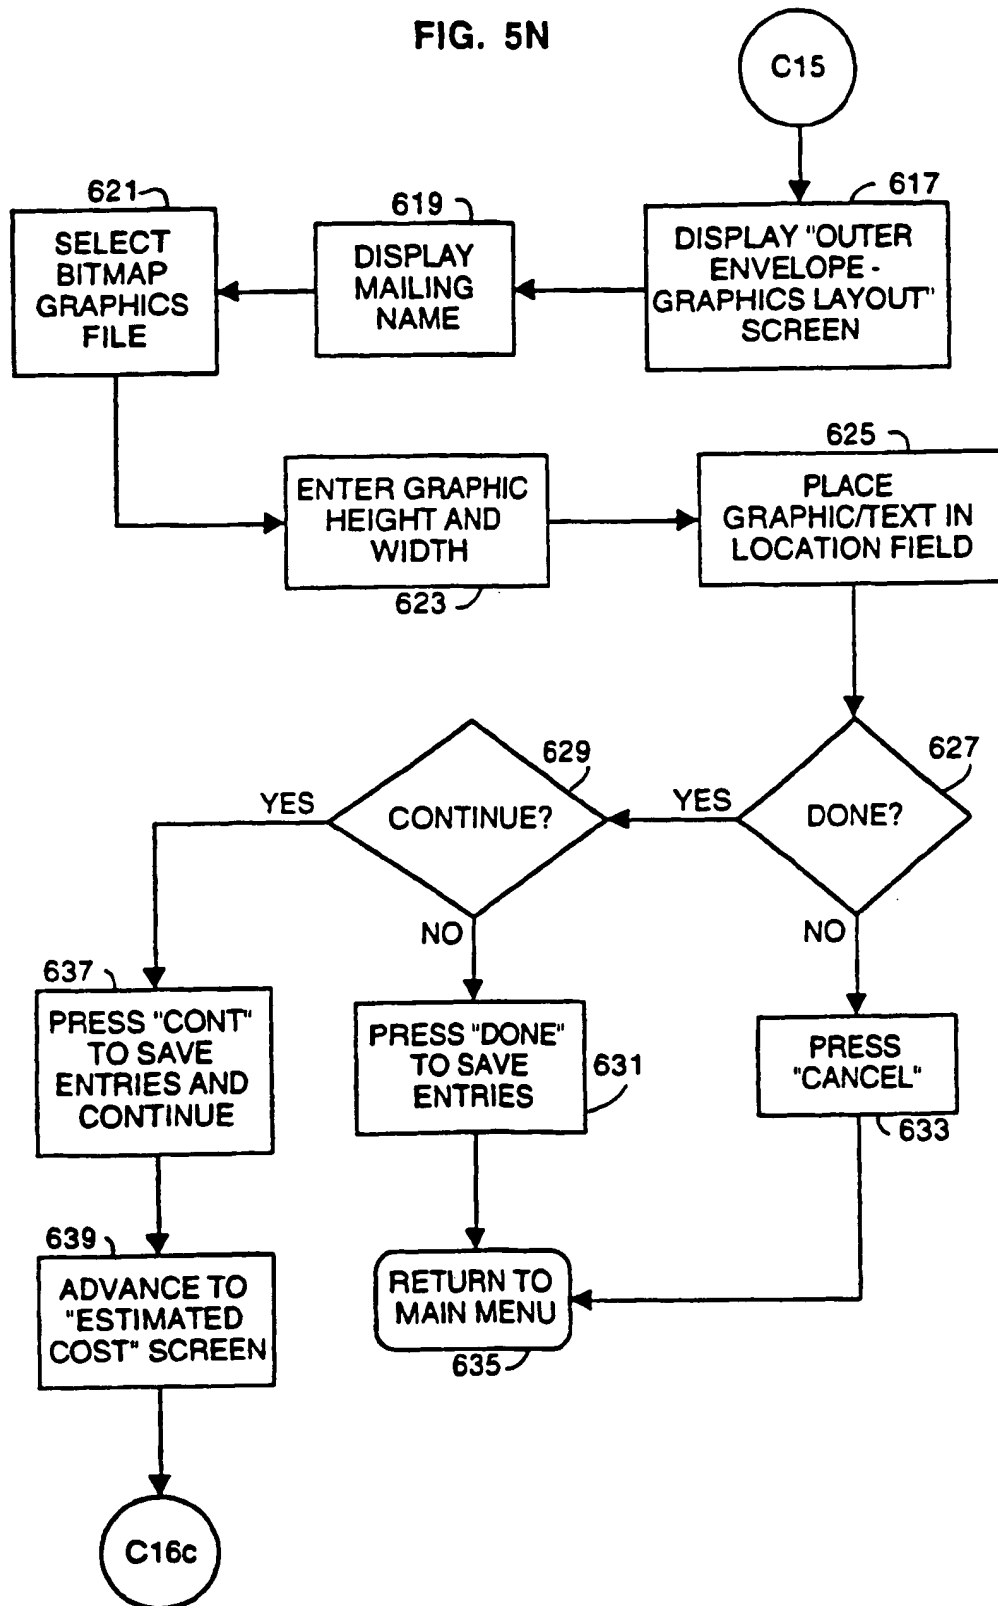 FIG. 5N
C15
617
DISPLAY "OUTER
ENVELOPE -
GRAPHICS LAYOUT"
SCREEN
619
DISPLAY
MAILING
NAME
621
SELECT
BITMAP
GRAPHICS
FILE
ENTER GRAPHIC
HEIGHT AND
WIDTH
623
625
PLACE
GRAPHIC/TEXT IN
LOCATION FIELD
627
DONE?
YES
NO
629
CONTINUE?
YES
NO
637
PRESS "CONT"
TO SAVE
ENTRIES AND
CONTINUE
PRESS "DONE"
TO SAVE
ENTRIES
631
PRESS
"CANCEL"
633
639
ADVANCE TO
"ESTIMATED
COST" SCREEN
RETURN TO
MAIN MENU
635
C16c